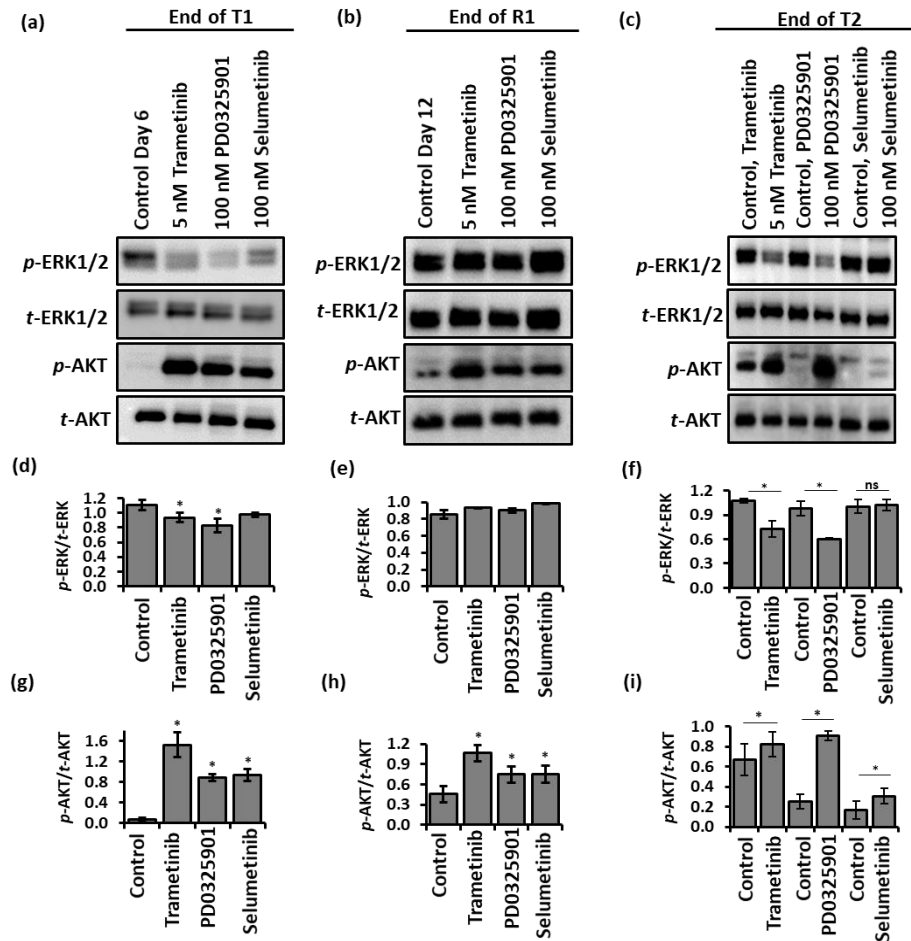 (a)
End of T1
Control Day 6
5 nM Trametinib
100 nM PD0325901
100 nM Selumetinib
p-ERK1/2
t-ERK1/2
p-AKT
t-AKT
(b)
End of R1
Control Day 12
5 nM Trametinib
100 nM PD0325901
100 nM Selumetinib
p-ERK1/2
t-ERK1/2
p-AKT
t-AKT
(c)
End of T2
Control, Trametinib
5 nM Trametinib
Control, PD0325901
100 nM PD0325901
Control, Selumetinib
100 nM Selumetinib
p-ERK1/2
t-ERK1/2
p-AKT
t-AKT
(d)
p-ERK/t-ERK
1.2
1.0
0.8
0.6
0.4
0.2
0.0
*
*
Control
Trametinib
PD0325901
Selumetinib
(e)
p-ERK/t-ERK
1.2
1.0
0.8
0.6
0.4
0.2
0.0
Control
Trametinib
PD0325901
Selumetinib
(f)
p-ERK/t-ERK
1.2
0.9
0.6
0.3
0.0
*
*
ns
Control
Trametinib
Control
PD0325901
Control
Selumetinib
(g)
p-AKT/t-AKT
1.6
1.2
0.8
0.4
0.0
*
*
*
Control
Trametinib
PD0325901
Selumetinib
(h)
p-AKT/t-AKT
1.2
0.9
0.6
0.3
0.0
*
*
*
Control
Trametinib
PD0325901
Selumetinib
(i)
p-AKT/t-AKT
1.0
0.8
0.6
0.4
0.2
0.0
*
*
*
Control
Trametinib
Control
PD0325901
Control
Selumetinib